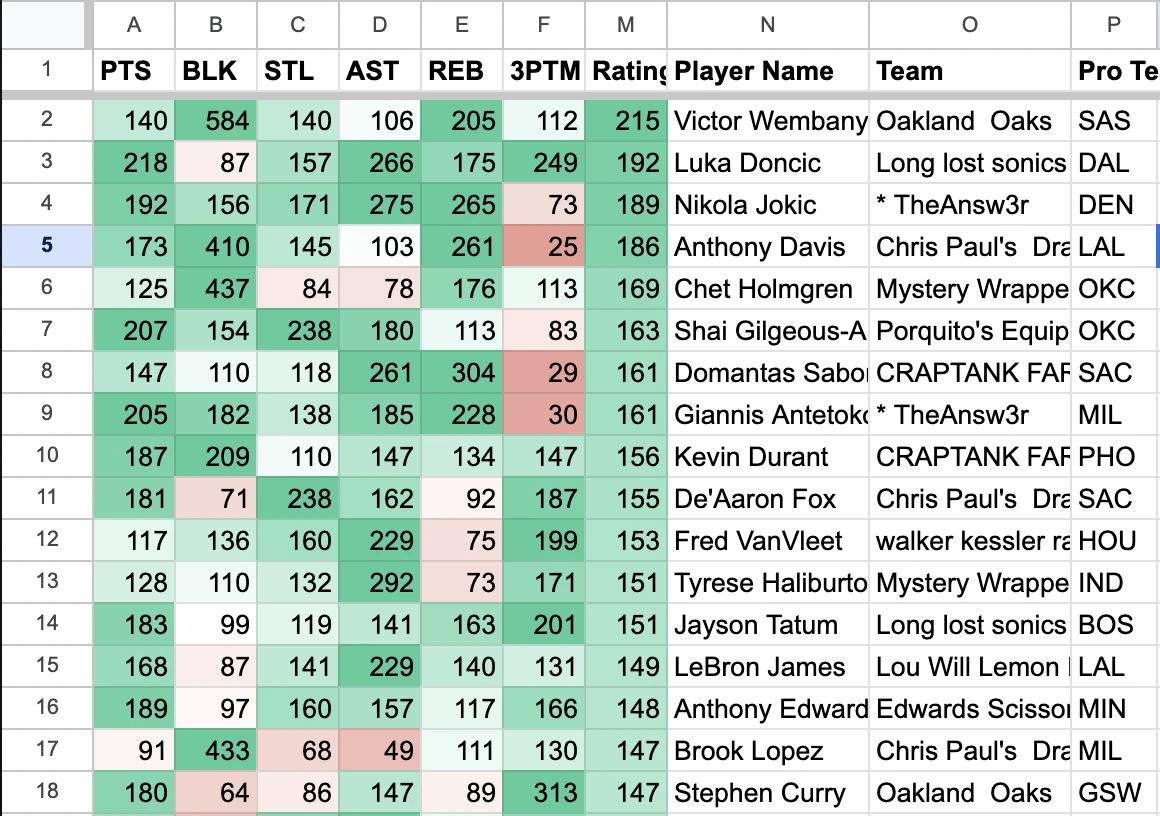 A B C D E F M N O P
1 PTS BLK STL AST REB 3PTM Rating Player Name Team Pro Te
2 140 584 140 106 205 112 215 Victor Wembany Oakland  Oaks SAS
3 218 87 157 266 175 249 192 Luka Doncic Long lost sonics DAL
4 192 156 171 275 265 73 189 Nikola Jokic * TheAnsw3r DEN
5 173 410 145 103 261 25 186 Anthony Davis Chris Paul's  Dra LAL
6 125 437 84 78 176 113 169 Chet Holmgren Mystery Wrappe OKC
7 207 154 238 180 113 83 163 Shai Gilgeous-A Porquito's Equip OKC
8 147 110 118 261 304 29 161 Domantas Sabo CRAPTANK FAR SAC
9 205 182 138 185 228 30 161 Giannis Antetoko * TheAnsw3r MIL
10 187 209 110 147 134 147 156 Kevin Durant CRAPTANK FAR PHO
11 181 71 238 162 92 187 155 De'Aaron Fox Chris Paul's  Dra SAC
12 117 136 160 229 75 199 153 Fred VanVleet walker kessler ra HOU
13 128 110 132 292 73 171 151 Tyrese Haliburto Mystery Wrappe IND
14 183 99 119 141 163 201 151 Jayson Tatum Long lost sonics BOS
15 168 87 141 229 140 131 149 LeBron James Lou Will Lemon LAL
16 189 97 160 157 117 166 148 Anthony Edward Edwards Scissor MIN
17 91 433 68 49 111 130 147 Brook Lopez Chris Paul's  Dra MIL
18 180 64 86 147 89 313 147 Stephen Curry Oakland  Oaks GSW